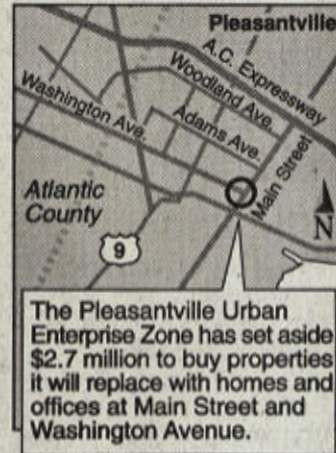 Pleasantville
A.C. Expressway
Woodland Ave.
Washington Ave.
Adams Ave.
Main Street
Atlantic
County
9
N
The Pleasantville Urban
Enterprise Zone has set aside
$2.7 million to buy properties
it will replace with homes and
offices at Main Street and
Washington Avenue.